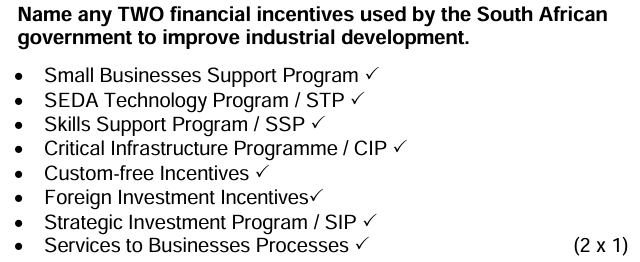 Name any TWO financial incentives used by the South African
government to improve industrial development.
• Small Businesses Support Program ✓
• SEDA Technology Program / STP ✓
• Skills Support Program / SSP ✓
• Critical Infrastructure Programme / CIP ✓
• Custom-free Incentives ✓
• Foreign Investment Incentives✓
• Strategic Investment Program / SIP ✓
• Services to Businesses Processes ✓ (2 x 1)